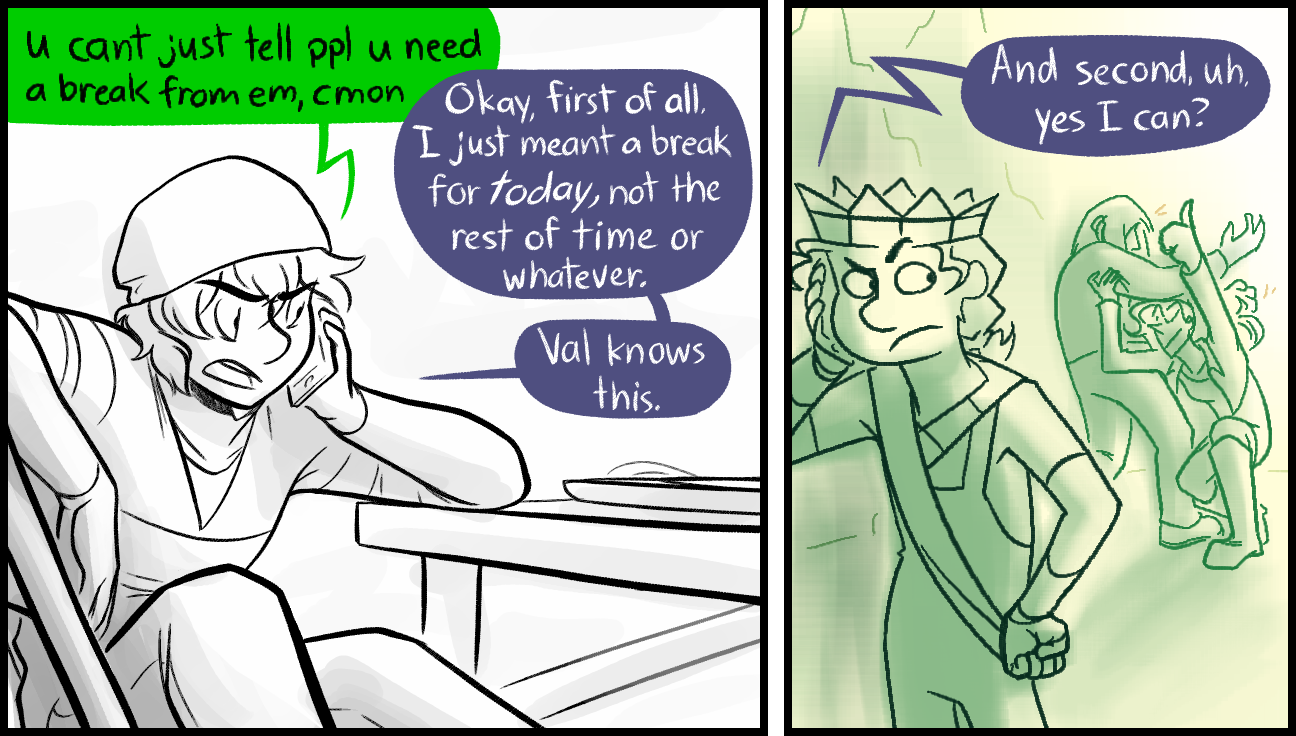 u cant just tell ppl u need
a break from em, cmon
Okay, first of all,
I just meant a break
for today, not the
rest of time or
whatever.
Val knows
this.
And second, uh,
yes I can?